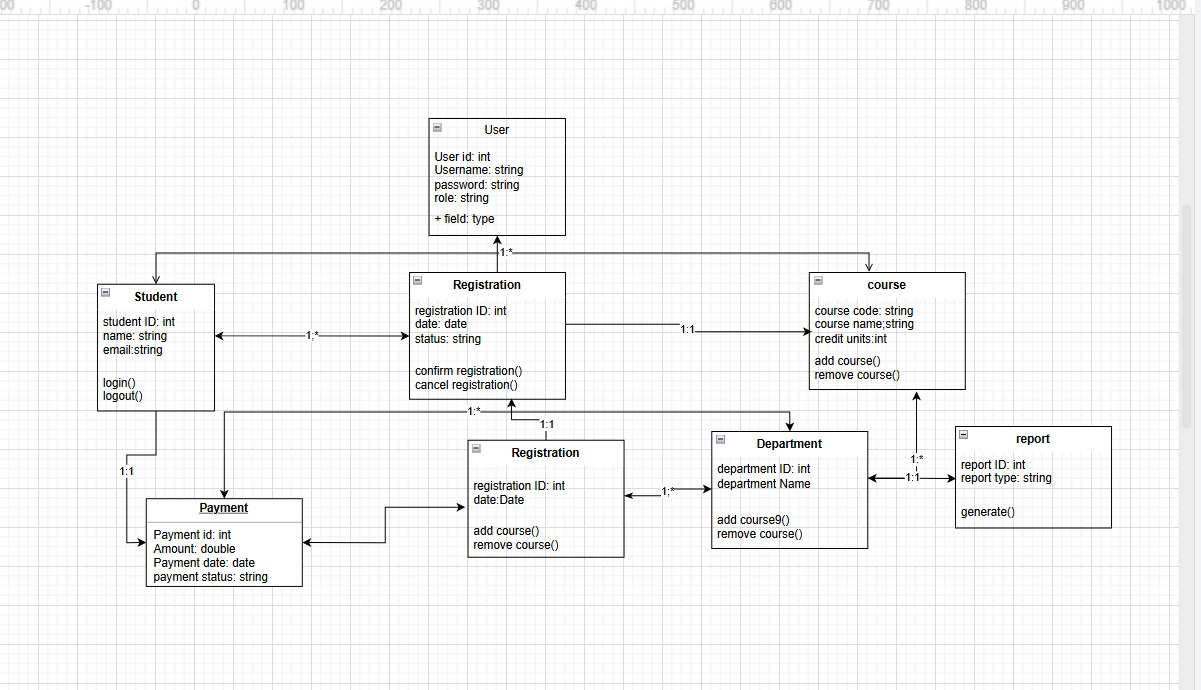 00 -100 0 100 200 300 400 500 600 700 800 900 1000
User
User id: int
Username: string
password: string
role: string
+ field: type
1:*
Student
student ID: int
name: string
email:string
login()
logout()
1;*
Registration
registration ID: int
date: date
status: string
confirm registration()
cancel registration()
1:1
course
course code: string
course name;string
credit units:int
add course()
remove course()
1:*
1:1
1:1
Payment
Payment id: int
Amount: double
Payment date: date
payment status: string
Registration
registration ID: int
date:Date
add course()
remove course()
1;*
Department
department ID: int
department Name
add course9()
remove course()
1:*
1:1
report
report ID: int
report type: string
generate()